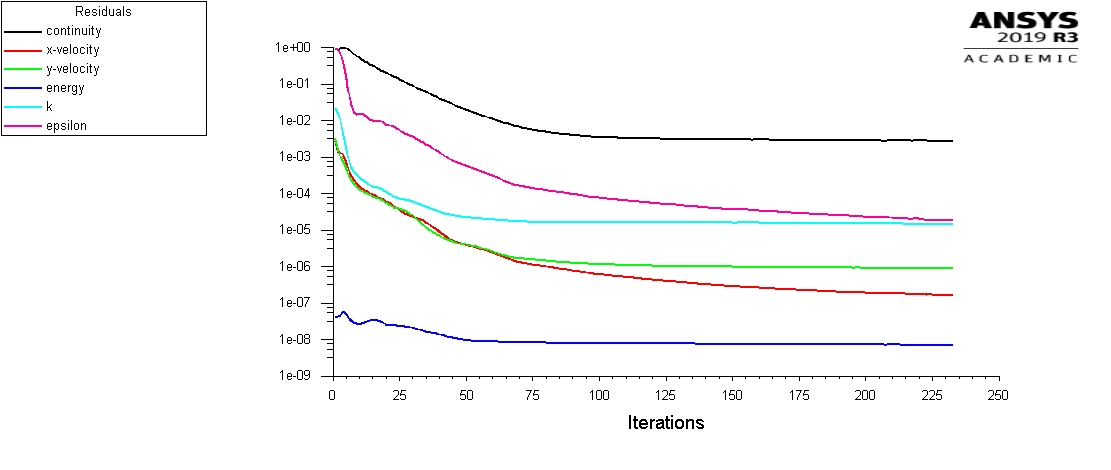 Residuals
continuity
x-velocity
y-velocity
energy
k
epsilon
ANSYS
2019 R3
ACADEMIC
1e+00
1e-01
1e-02
1e-03
1e-04
1e-05
1e-06
1e-07
1e-08
1e-09
0 25 50 75 100 125 150 175 200 225 250
Iterations